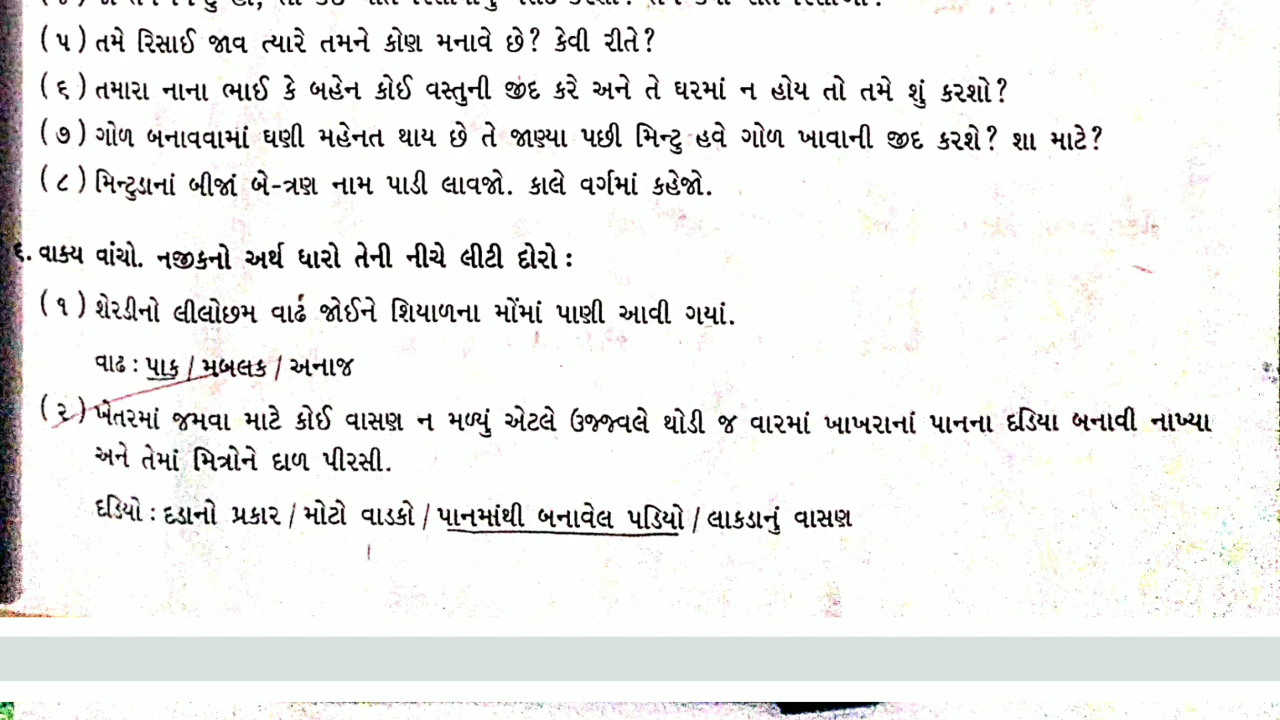 (૫) તમે રિસાઈ જાવ ત્યારે તમને કોણ મનાવે છે? કેવી રીતે?
(૬) તમારા નાના ભાઈ કે બહેન કોઈ વસ્તુની જીદ કરે અને તે ઘરમાં ન હોય તો તમે શું કરશો?
(૭) ગોળ બનાવવામાં ઘણી મહેનત થાય છે તે જાણ્યા પછી મિન્ટુ હવે ગોળ ખાવાની જીદ કરશે? શા માટે?
(૮) મિન્ટુડાનાં બીજાં બે-ત્રણ નામ પાડી લાવજો. કાલે વર્ગમાં કહેજો.
૬. વાક્ય વાંચો. નજીકનો અર્થ ધારો તેની નીચે લીટી દોરો :
(૧) શેરડીનો લીલોછમ વાઢ જોઈને શિયાળના મોંમાં પાણી આવી ગયાં.
વાઢ : પાક / મબલક / અનાજ
(૨) ખેતરમાં જમવા માટે કોઈ વાસણ ન મળ્યું એટલે ઉજ્જ્વલે થોડી જ વારમાં ખાખરાનાં પાનના દડિયા બનાવી નાખ્યા
અને તેમાં મિત્રોને દાળ પીરસી.
દડિયો : દડાનો પ્રકાર / મોટો વાડકો / પાનમાંથી બનાવેલ પડિયો / લાકડાનું વાસણ